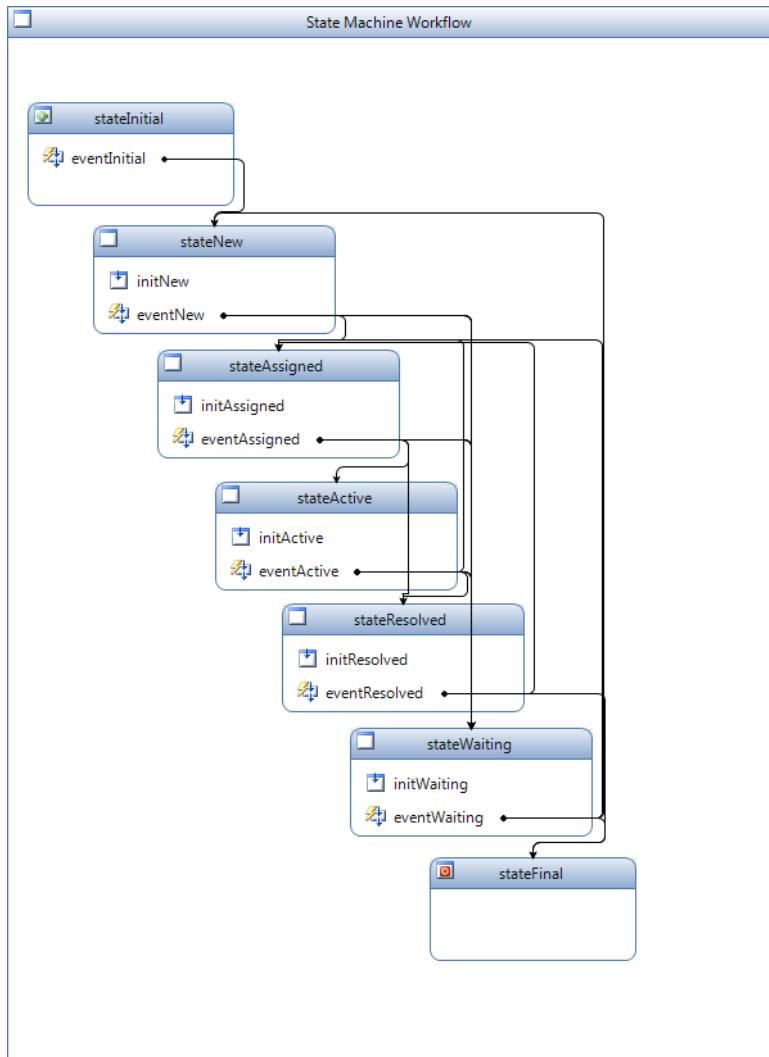 State Machine Workflow
stateInitial
eventInitial
stateNew
initNew
eventNew
stateAssigned
initAssigned
eventAssigned
stateActive
initActive
eventActive
stateResolved
initResolved
eventResolved
stateWaiting
initWaiting
eventWaiting
stateFinal